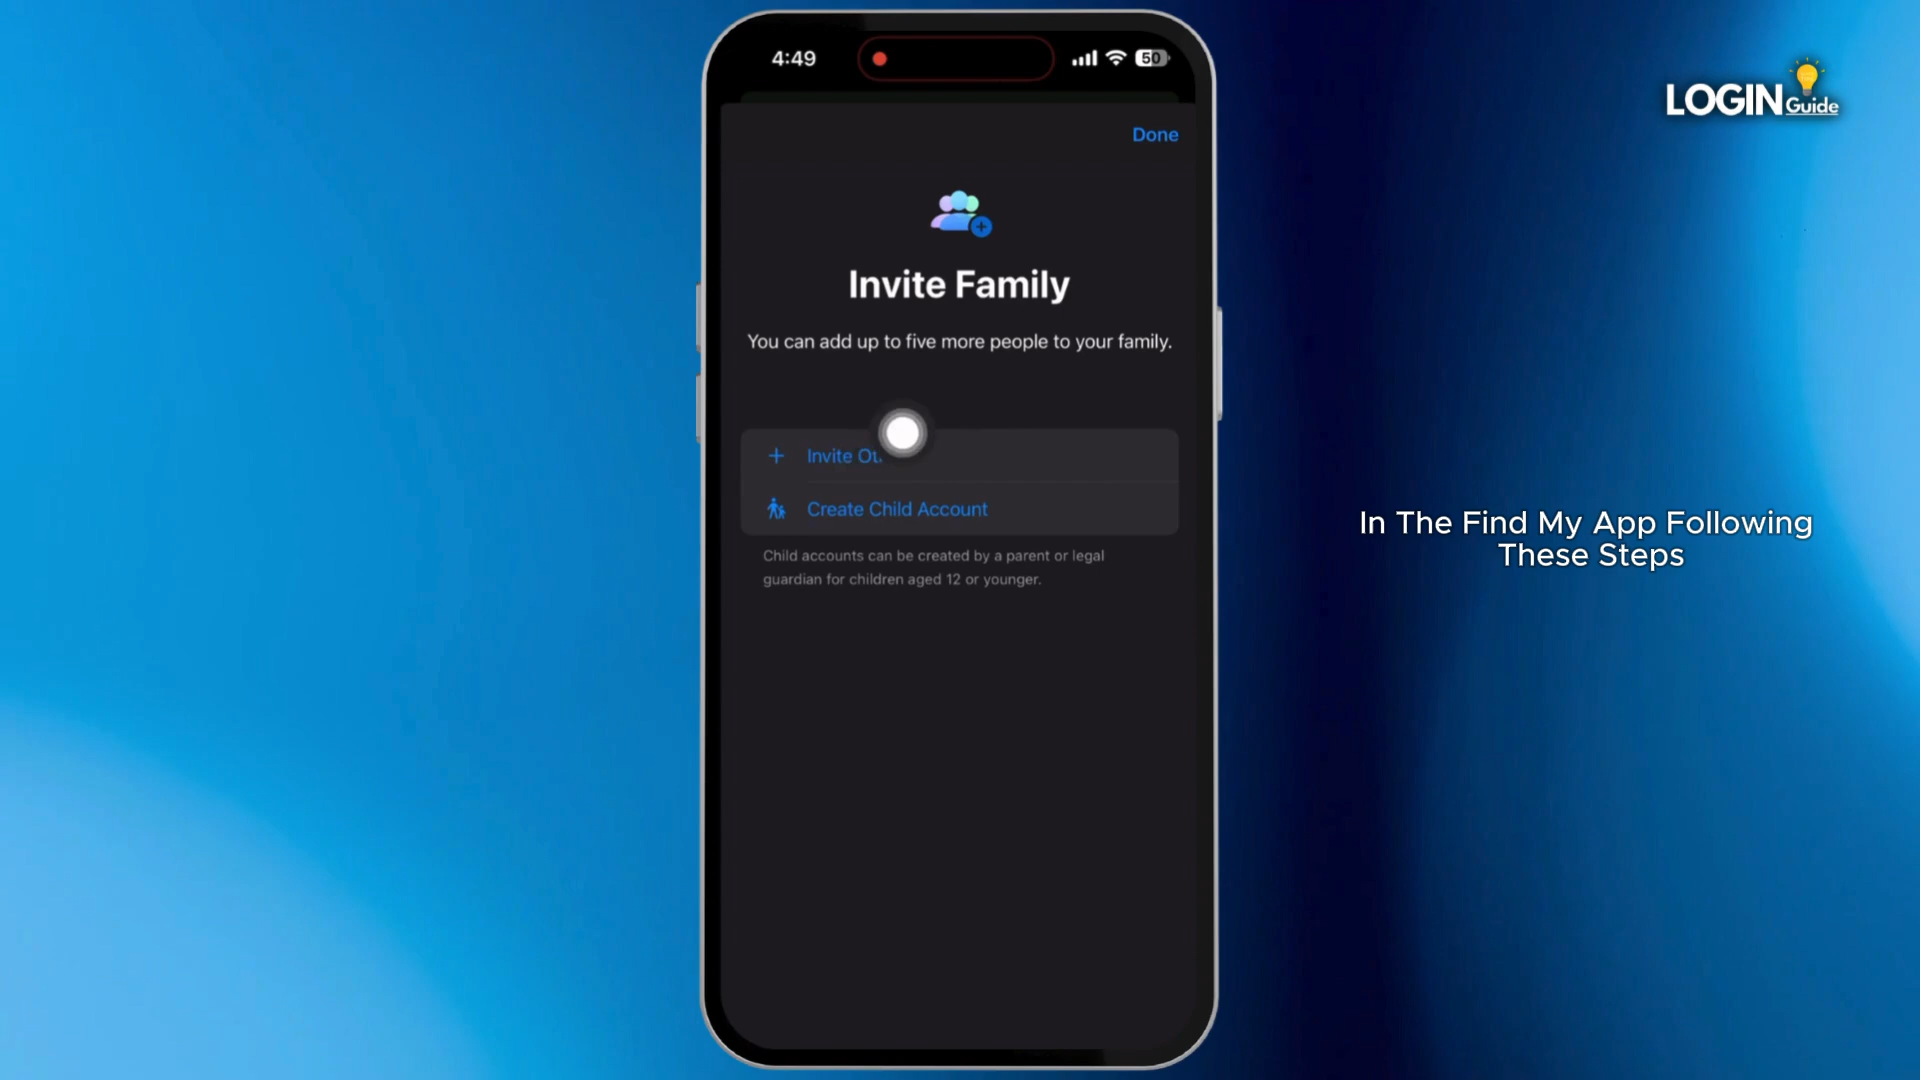 4:49
50
LOGIN Guide
Done
Invite Family
You can add up to five more people to your family.
Invite
Create Child Account
Child accounts can be created by a parent or legal
guardian for children aged 12 or younger.
In The Find My App Following
These Steps